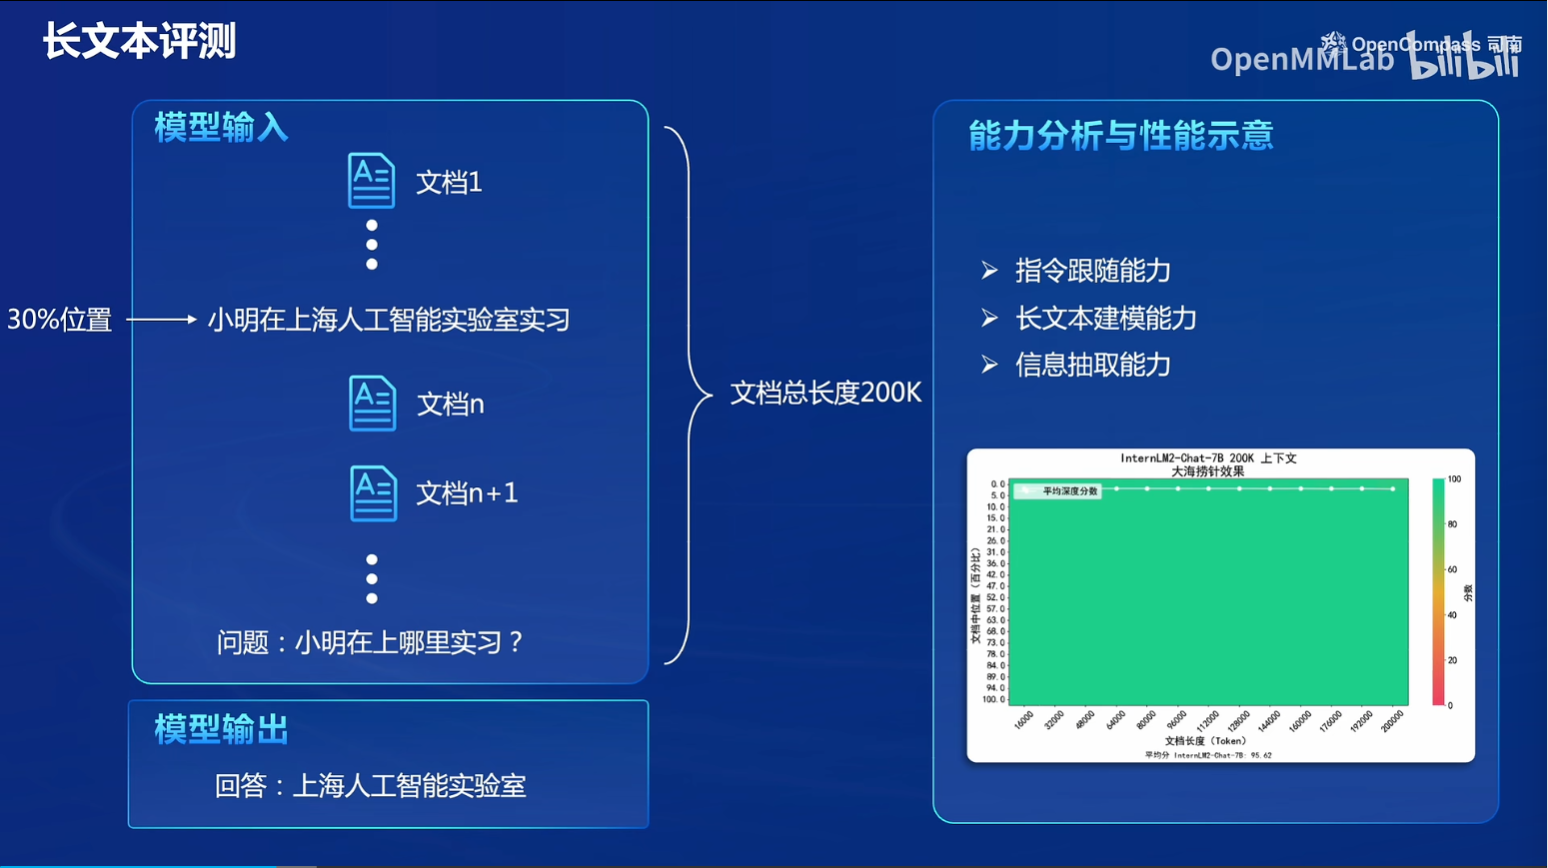 长文本评测
OpenCompass 司南
OpenMMLab bilibili
模型输入
文档1
30%位置
小明在上海人工智能实验室实习
文档n
文档n+1
问题：小明在上哪里实习？
文档总长度200K
模型输出
回答：上海人工智能实验室
能力分析与性能示意
指令跟随能力
长文本建模能力
信息抽取能力
InternLM2-Chat-7B 200K 上下文
大海捞针效果
平均深度分数
文档中位置（百分比）
0.0
5.0
10.0
15.0
21.0
26.0
31.0
36.0
42.0
47.0
52.0
57.0
63.0
68.0
73.0
78.0
84.0
89.0
94.0
100.0
16000
32000
48000
64000
80000
96000
112000
128000
144000
160000
176000
192000
200000
文档长度（Token）
平均分 InternLM2-Chat-7B: 95.62
100
80
60
40
20
0
分数